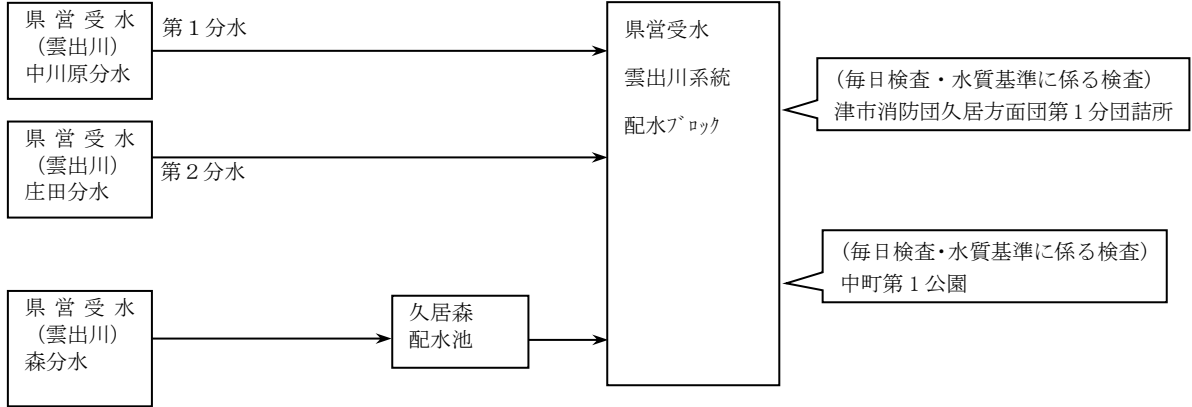 県営受水
(雲出川)
中川原分水
第１分水
県営受水
(雲出川)
庄田分水
第２分水
県営受水
(雲出川)
森分水
久居森
配水池
県営受水
雲出川系統
配水ﾌﾞﾛｯｸ
(毎日検査・水質基準に係る検査)
津市消防団久居方面団第１分団詰所
(毎日検査・水質基準に係る検査)
中町第１公園